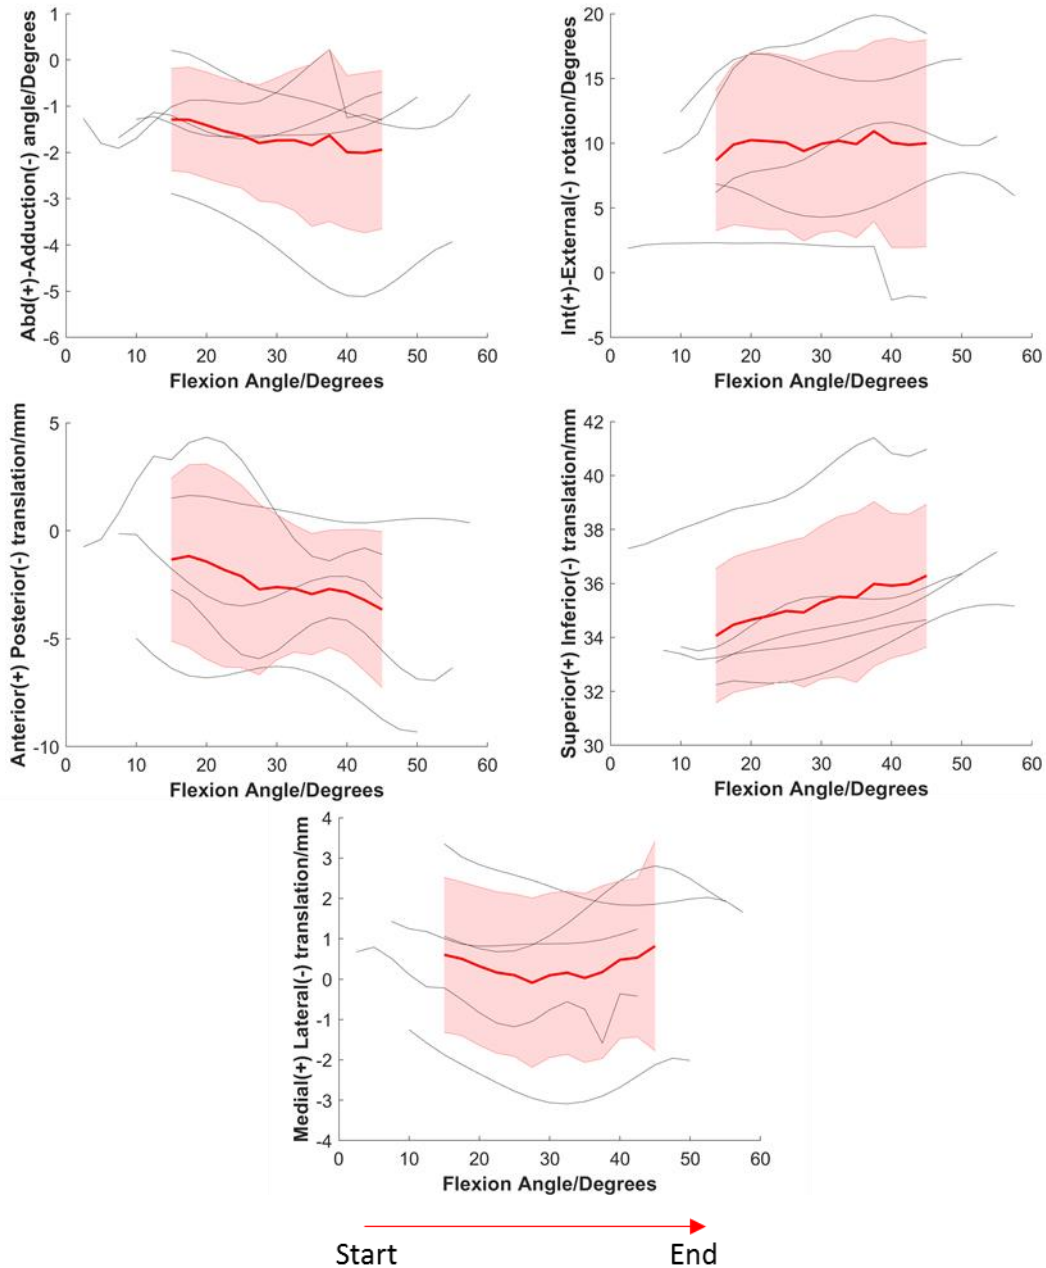 Abd(+)-Adduction(-) angle/Degrees
1
0
-1
-2
-3
-4
-5
-6
0 10 20 30 40 50 60
Flexion Angle/Degrees
Int(+)-External(-) rotation/Degrees
20
15
10
5
0
-5
0 10 20 30 40 50 60
Flexion Angle/Degrees
Anterior(+) Posterior(-) translation/mm
5
0
-5
-10
0 10 20 30 40 50 60
Flexion Angle/Degrees
Superior(+) Inferior(-) translation/mm
42
40
38
36
34
32
30
0 10 20 30 40 50 60
Flexion Angle/Degrees
Medial(+) Lateral(-) translation/mm
4
3
2
1
0
-1
-2
-3
-4
0 10 20 30 40 50 60
Flexion Angle/Degrees
Start End